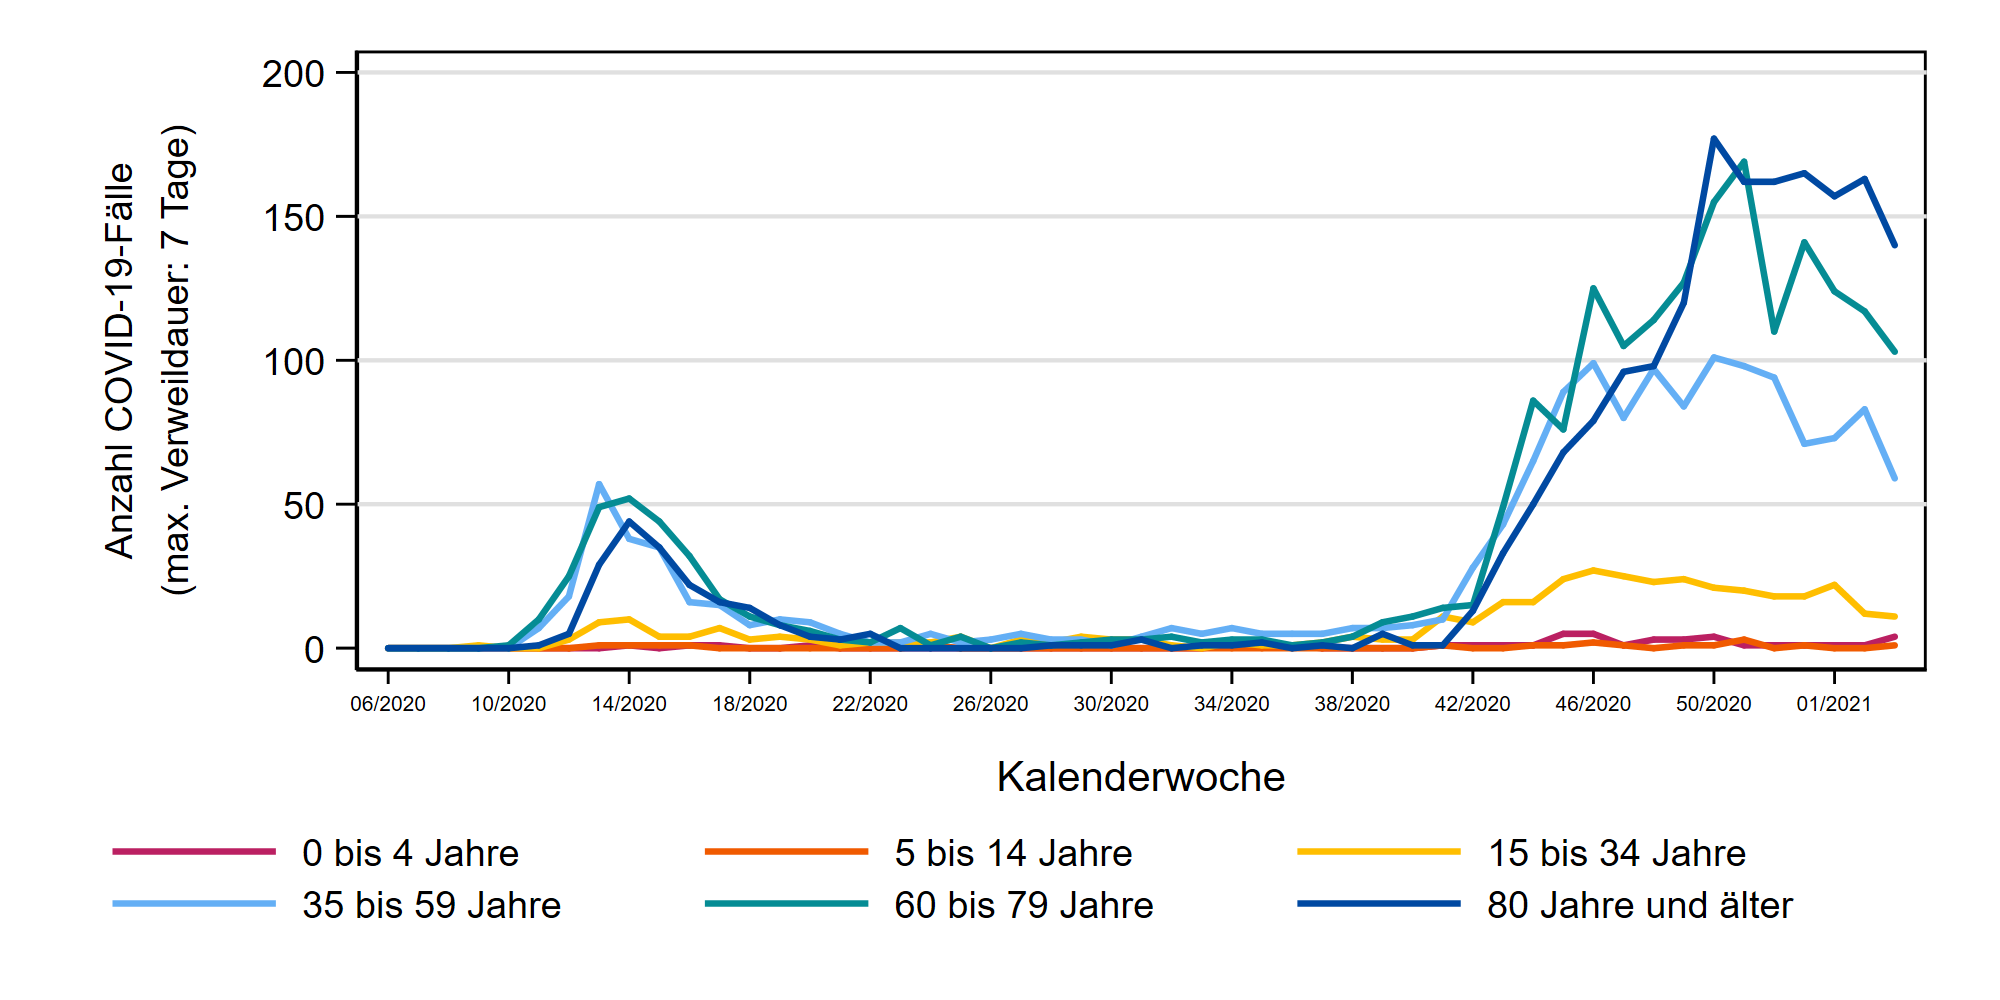 Anzahl COVID-19-Fälle
(max. Verweildauer: 7 Tage)
200
150
100
50
0
06/2020 10/2020 14/2020 18/2020 22/2020 26/2020 30/2020 34/2020 38/2020 42/2020 46/2020 50/2020 01/2021
Kalenderwoche
0 bis 4 Jahre 5 bis 14 Jahre 15 bis 34 Jahre
35 bis 59 Jahre 60 bis 79 Jahre 80 Jahre und älter